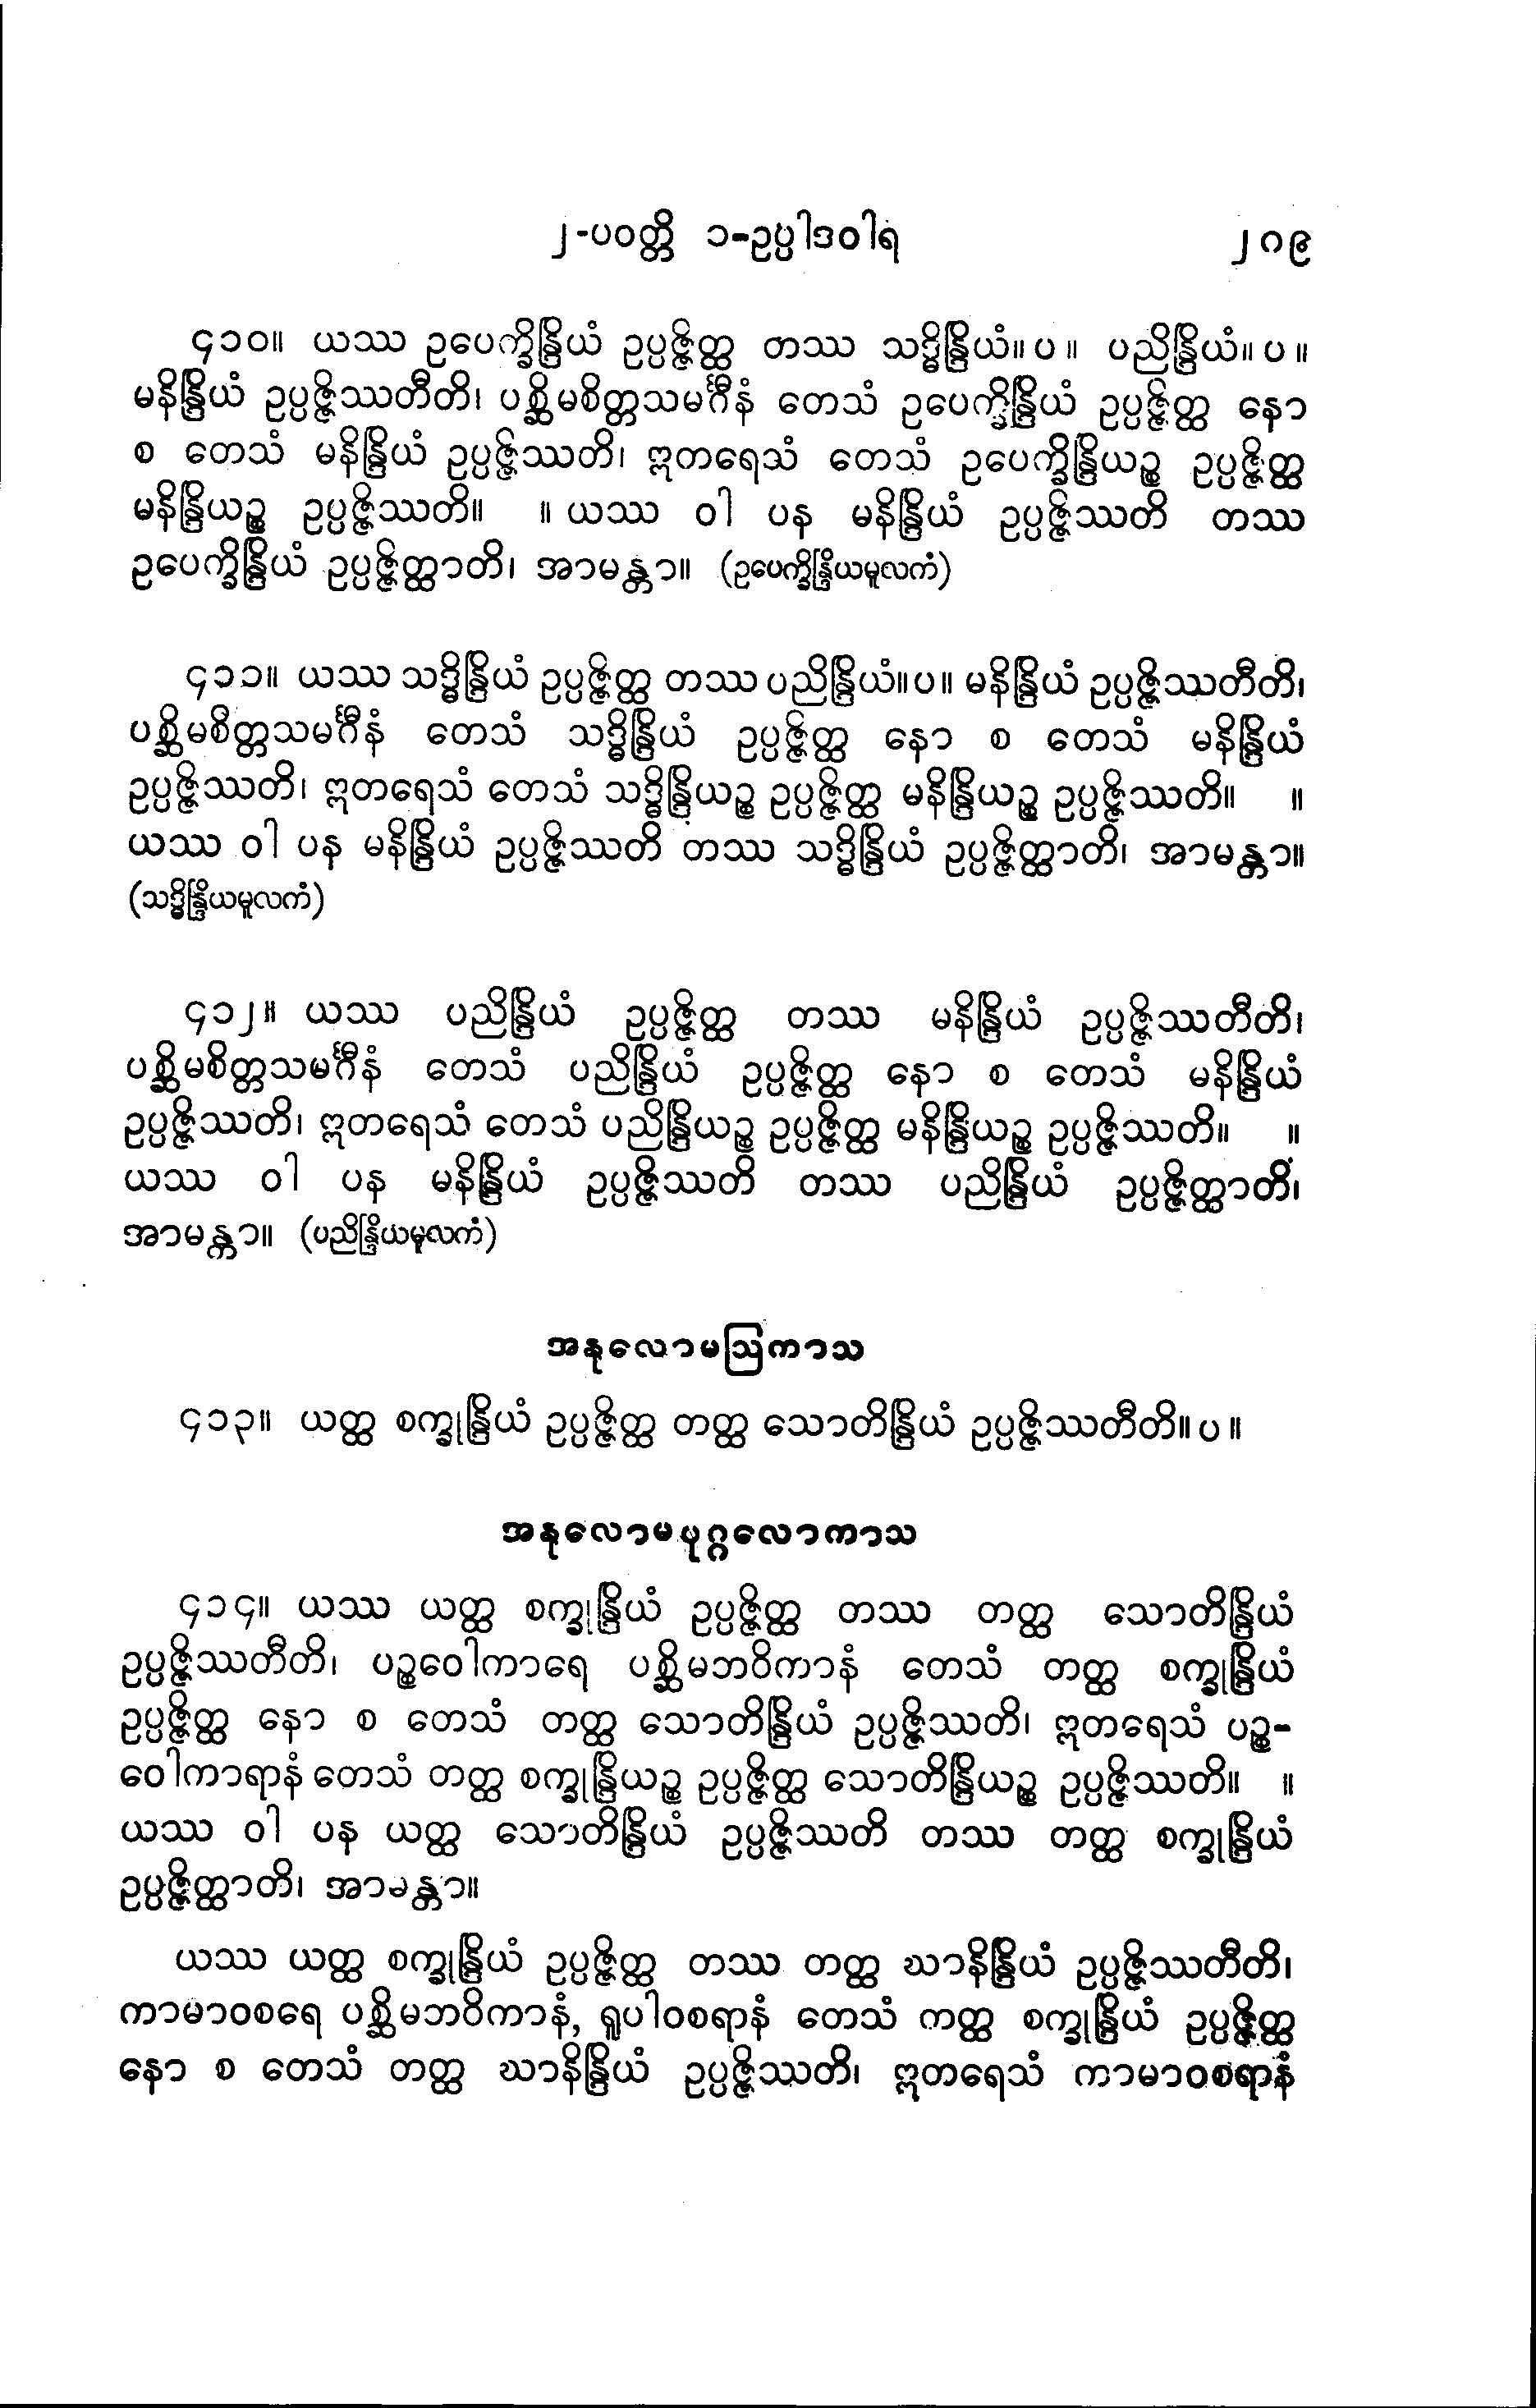 ၂-ပဝတ္တိ ၁-ဥပ္ပါဒဝါရ ၂၈၉
၄၁၀။ ယဿ ဥပေက္ခိန္ဒြိယံ ဥပ္ပဇ္ဇိတ္ထ တဿ သဒ္ဓိန္ဒြိယံ။ပ။ ပညိန္ဒြိယံ။ပ။
မနိန္ဒြိယံ ဥပ္ပဇ္ဇိဿတီတိ၊ ပစ္ဆိမစိတ္တသမင်္ဂီနံ တေသံ ဥပေက္ခိန္ဒြိယံ ဥပ္ပဇ္ဇိတ္ထ နော
စ တေသံ မနိန္ဒြိယံ ဥပ္ပဇ္ဇိဿတိ၊ ဣတရေသံ တေသံ ဥပေက္ခိန္ဒြိယဉ္စ ဥပ္ပဇ္ဇိတ္ထ
မနိန္ဒြိယဉ္စ ဥပ္ပဇ္ဇိဿတိ။ ။ ယဿ ဝါ ပန မနိန္ဒြိယံ ဥပ္ပဇ္ဇိဿတိ တဿ
ဥပေက္ခိန္ဒြိယံ ဥပ္ပဇ္ဇိတ္ထာတိ၊ အာမန္တာ။ (ဥပေက္ခိန္ဒြိယမူလကံ)
၄၁၁။ ယဿ သဒ္ဓိန္ဒြိယံ ဥပ္ပဇ္ဇိတ္ထ တဿ ပညိန္ဒြိယံ။ပ။ မနိန္ဒြိယံ ဥပ္ပဇ္ဇိဿတီတိ၊
ပစ္ဆိမစိတ္တသမင်္ဂီနံ တေသံ သဒ္ဓိန္ဒြိယံ ဥပ္ပဇ္ဇိတ္ထ နော စ တေသံ မနိန္ဒြိယံ
ဥပ္ပဇ္ဇိဿတိ၊ ဣတရေသံ တေသံ သဒ္ဓိန္ဒြိယဉ္စ ဥပ္ပဇ္ဇိတ္ထ မနိန္ဒြိယဉ္စ ဥပ္ပဇ္ဇိဿတိ။ ။
ယဿ ဝါ ပန မနိန္ဒြိယံ ဥပ္ပဇ္ဇိဿတိ တဿ သဒ္ဓိန္ဒြိယံ ဥပ္ပဇ္ဇိတ္ထာတိ၊ အာမန္တာ။
(သဒ္ဓိန္ဒြိယမူလကံ)
၄၁၂။ ယဿ ပညိန္ဒြိယံ ဥပ္ပဇ္ဇိတ္ထ တဿ မနိန္ဒြိယံ ဥပ္ပဇ္ဇိဿတီတိ၊
ပစ္ဆိမစိတ္တသမင်္ဂီနံ တေသံ ပညိန္ဒြိယံ ဥပ္ပဇ္ဇိတ္ထ နော စ တေသံ မနိန္ဒြိယံ
ဥပ္ပဇ္ဇိဿတိ၊ ဣတရေသံ တေသံ ပညိန္ဒြိယဉ္စ ဥပ္ပဇ္ဇိတ္ထ မနိန္ဒြိယဉ္စ ဥပ္ပဇ္ဇိဿတိ။ ။
ယဿ ဝါ ပန မနိန္ဒြိယံ ဥပ္ပဇ္ဇိဿတိ တဿ ပညိန္ဒြိယံ ဥပ္ပဇ္ဇိတ္ထာတိ၊
အာမန္တာ။ (ပညိန္ဒြိယမူလကံ)
အနုလောမဩကာသ
၄၁၃။ ယတ္ထ စက္ခုန္ဒြိယံ ဥပ္ပဇ္ဇိတ္ထ တတ္ထ သောတိန္ဒြိယံ ဥပ္ပဇ္ဇိဿတီတိ။ပ။
အနုလောမပုဂ္ဂလောကာသ
၄၁၄။ ယဿ ယတ္ထ စက္ခုန္ဒြိယံ ဥပ္ပဇ္ဇိတ္ထ တဿ တတ္ထ သောတိန္ဒြိယံ
ဥပ္ပဇ္ဇိဿတီတိ၊ ပဉ္စဝေါကာရေ ပစ္ဆိမဘဝိကာနံ တေသံ တတ္ထ စက္ခုန္ဒြိယံ
ဥပ္ပဇ္ဇိတ္ထ နော စ တေသံ တတ္ထ သောတိန္ဒြိယံ ဥပ္ပဇ္ဇိဿတိ၊ ဣတရေသံ ပဉ္စ-
ဝေါကာရာနံ တေသံ တတ္ထ စက္ခုန္ဒြိယဉ္စ ဥပ္ပဇ္ဇိတ္ထ သောတိန္ဒြိယဉ္စ ဥပ္ပဇ္ဇိဿတိ။ ။
ယဿ ဝါ ပန ယတ္ထ သောတိန္ဒြိယံ ဥပ္ပဇ္ဇိဿတိ တဿ တတ္ထ စက္ခုန္ဒြိယံ
ဥပ္ပဇ္ဇိတ္ထာတိ၊ အာမန္တာ။
ယဿ ယတ္ထ စက္ခုန္ဒြိယံ ဥပ္ပဇ္ဇိတ္ထ တဿ တတ္ထ ဃာနိန္ဒြိယံ ဥပ္ပဇ္ဇိဿတီတိ၊
ကာမာဝစရေ ပစ္ဆိမဘဝိကာနံ, ရူပါဝစရာနံ တေသံ တတ္ထ စက္ခုန္ဒြိယံ ဥပ္ပဇ္ဇိတ္ထ
နော စ တေသံ တတ္ထ ဃာနိန္ဒြိယံ ဥပ္ပဇ္ဇိဿတိ၊ ဣတရေသံ ကာမာဝစရာနံ